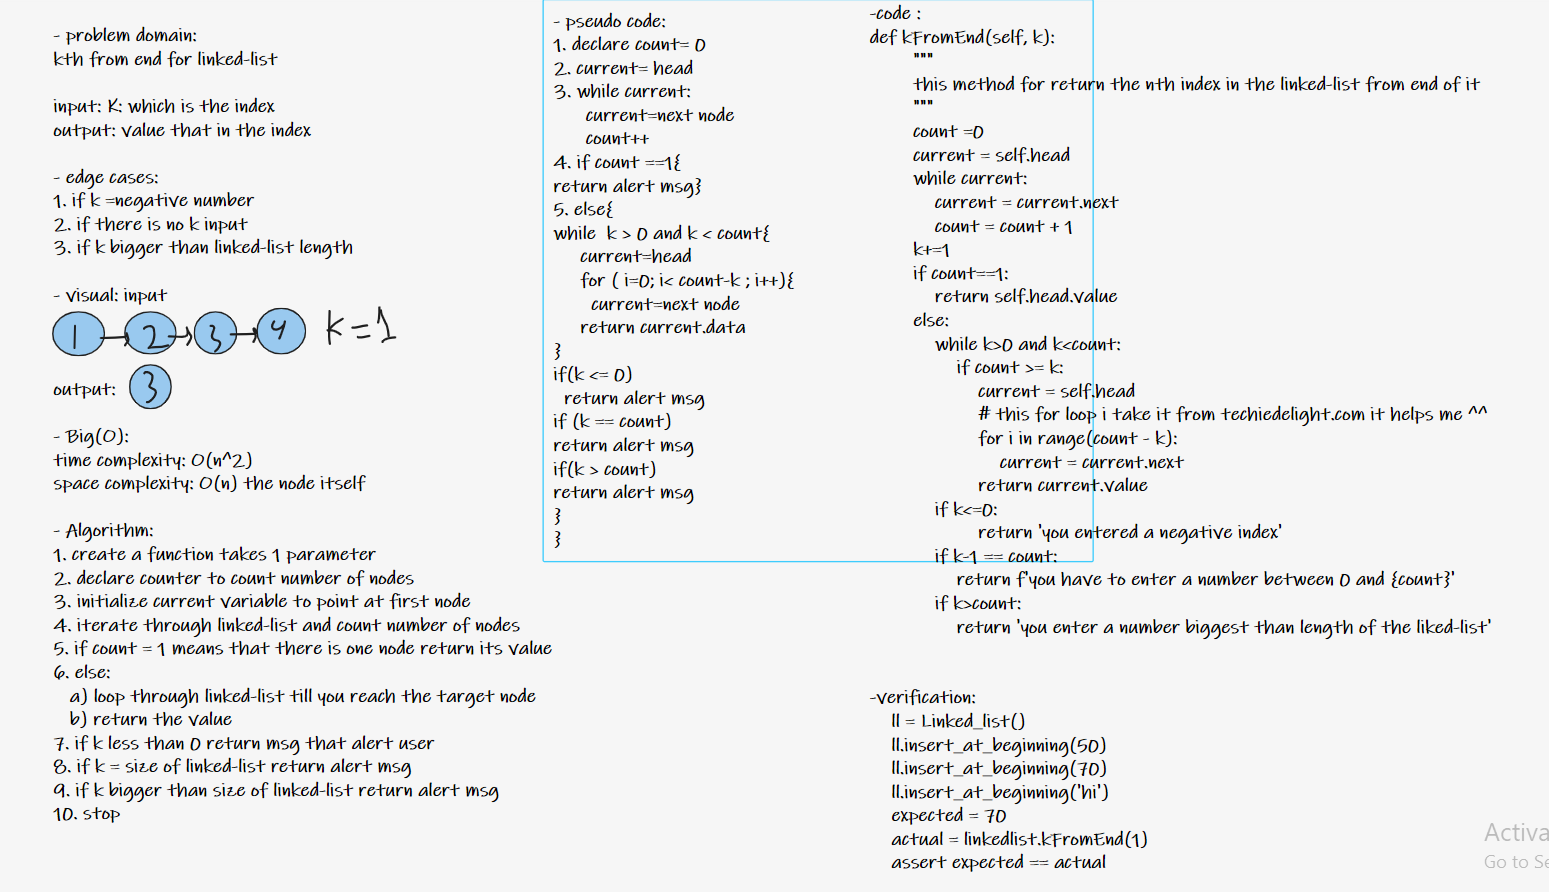 - problem domain:
kth from end for linked-list
input: K: which is the index
output: value that in the index
- edge cases:
1. if k =negative number
2. if there is no k input
3. if k bigger than linked-list length
- visual: input
1 2 3 4 k=1
output: 3
- Big(O):
time complexity: O(n^2)
space complexity: O(n) the node itself
- Algorithm:
1. create a function takes 1 parameter
2. declare counter to count number of nodes
3. initialize current variable to point at first node
4. iterate through linked-list and count number of nodes
5. if count = 1 means that there is one node return its value
6. else:
a) loop through linked-list till you reach the target node
b) return the value
7. if k less than 0 return msg that alert user
8. if k = size of linked-list return alert msg
9. if k bigger than size of linked-list return alert msg
10. stop
- pseudo code:
1. declare count= 0
2. current= head
3. while current:
current=next node
count++
4. if count ==1{
return alert msg}
5. else{
while k > 0 and k < count{
current=head
for ( i=0; i< count-k ; i++){
current=next node
return current.data
}
if(k <= 0)
return alert msg
if (k == count)
return alert msg
if(k > count)
return alert msg
}
}
-code :
def kFromEnd(self, k):
"""
this method for return the nth index in the linked-list from end of it
"""
count =0
current = self.head
while current:
current = current.next
count = count + 1
k+=1
if count==1:
return self.head.value
else:
while k>0 and k<count:
if count >= k:
current = self.head
# this for loop i take it from techiedelight.com it helps me ^^
for i in range(count - k):
current = current.next
return current.value
if k<=0:
return 'you entered a negative index'
if k-1 == count:
return f'you have to enter a number between 0 and {count}'
if k>count:
return 'you enter a number biggest than length of the liked-list'
-verification:
ll = Linked_list()
ll.insert_at_beginning(50)
ll.insert_at_beginning(70)
ll.insert_at_beginning('hi')
expected = 70
actual = linkedlist.kFromEnd(1)
assert expected == actual
Activa
Go to Se